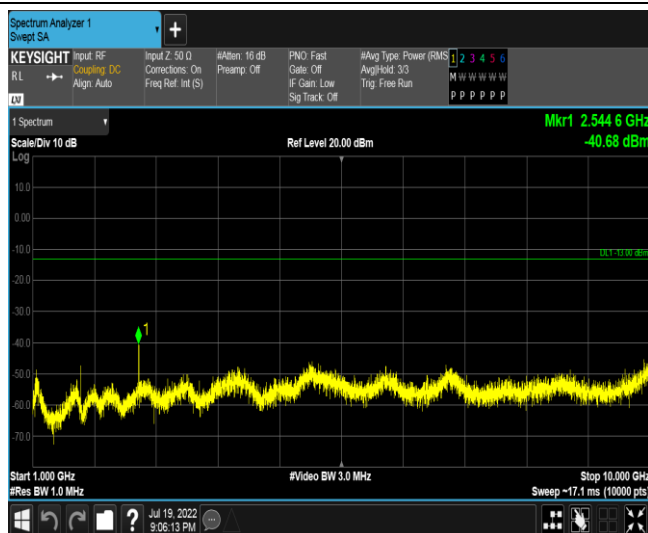 Spectrum Analyzer 1
Swept SA
+
KEYSIGHT Input: RF Input Z: 50 Ω #Atten: 16 dB PNO: Fast #Avg Type: Power (RMS 1 2 3 4 5 6
RL Coupling: DC Corrections: On Preamp: Off Gate: Off Avg|Hold: 3/3 M W W W W W
Align: Auto Freq Ref: Int (S) IF Gain: Low Trig: Free Run
LXI Sig Track: Off P P P P P P
1 Spectrum Mkr1 2.544 6 GHz
Scale/Div 10 dB Ref Level 20.00 dBm -40.68 dBm
Log
10.0
0.00
-10.0
DL1 -13.00 dBm
-20.0
-30.0
1
-40.0
-50.0
-60.0
-70.0
Start 1.000 GHz #Video BW 3.0 MHz Stop 10.000 GHz
#Res BW 1.0 MHz Sweep ~17.1 ms (10000 pts)
? Jul 19, 2022
9:06:13 PM